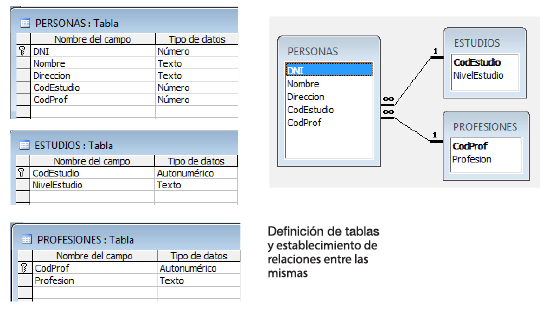 PERSONAS : Tabla
Nombre del campo Tipo de datos
DNI Número
Nombre Texto
Direccion Texto
CodEstudio Número
CodProf Número
ESTUDIOS : Tabla
Nombre del campo Tipo de datos
CodEstudio Autonumérico
NivelEstudio Texto
PROFESIONES : Tabla
Nombre del campo Tipo de datos
CodProf Autonumérico
Profesion Texto
PERSONAS
DNI
Nombre
Direccion
CodEstudio
CodProf
∞
∞
1
1
ESTUDIOS
CodEstudio
NivelEstudio
PROFESIONES
CodProf
Profesion
Definición de tablas
y establecimiento de
relaciones entre las
mismas